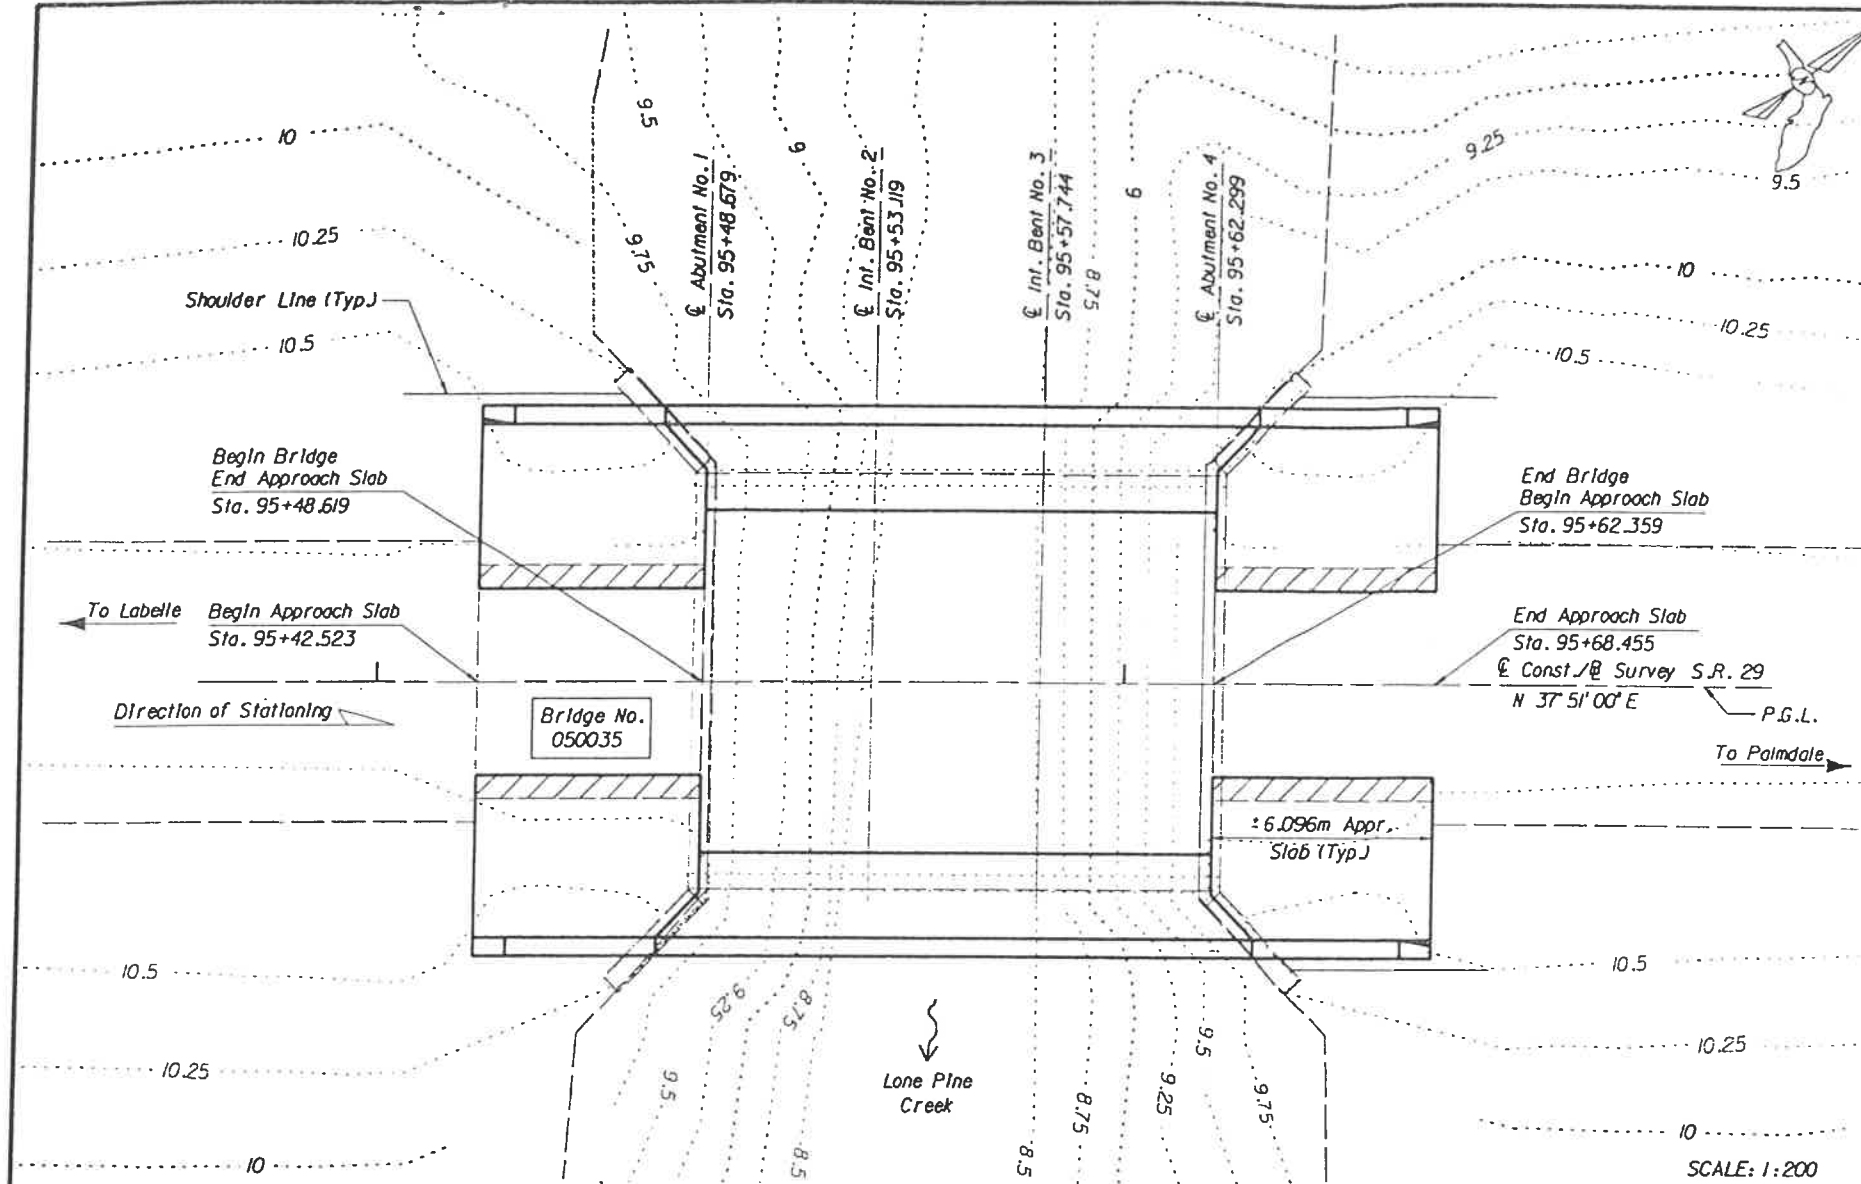 9.5
10
9
9.25
9.5
10.25
9.75
℄ Abutment No. 1
Sta. 95+48.679
℄ Int. Bent No. 2
Sta. 95+53.119
℄ Int. Bent No. 3
Sta. 95+57.744
8.75
9
℄ Abutment No. 4
Sta. 95+62.299
10
Shoulder Line (Typ.)
10.5
10.25
10.5
Begin Bridge
End Approach Slab
Sta. 95+48.619
End Bridge
Begin Approach Slab
Sta. 95+62.359
To Labelle
Begin Approach Slab
Sta. 95+42.523
End Approach Slab
Sta. 95+68.455
℄ Const./B Survey S.R. 29
N 37°51'00" E
P.G.L.
Direction of Stationing
Bridge No.
050035
To Palmdale
±6.096m Appr.
Slab (Typ.)
10.5
10.5
9.25
8.75
9.5
10.25
9.5
Lone Pine
Creek
8.75
9.25
9.75
10.25
10
8.5
8.5
10
SCALE: 1:200